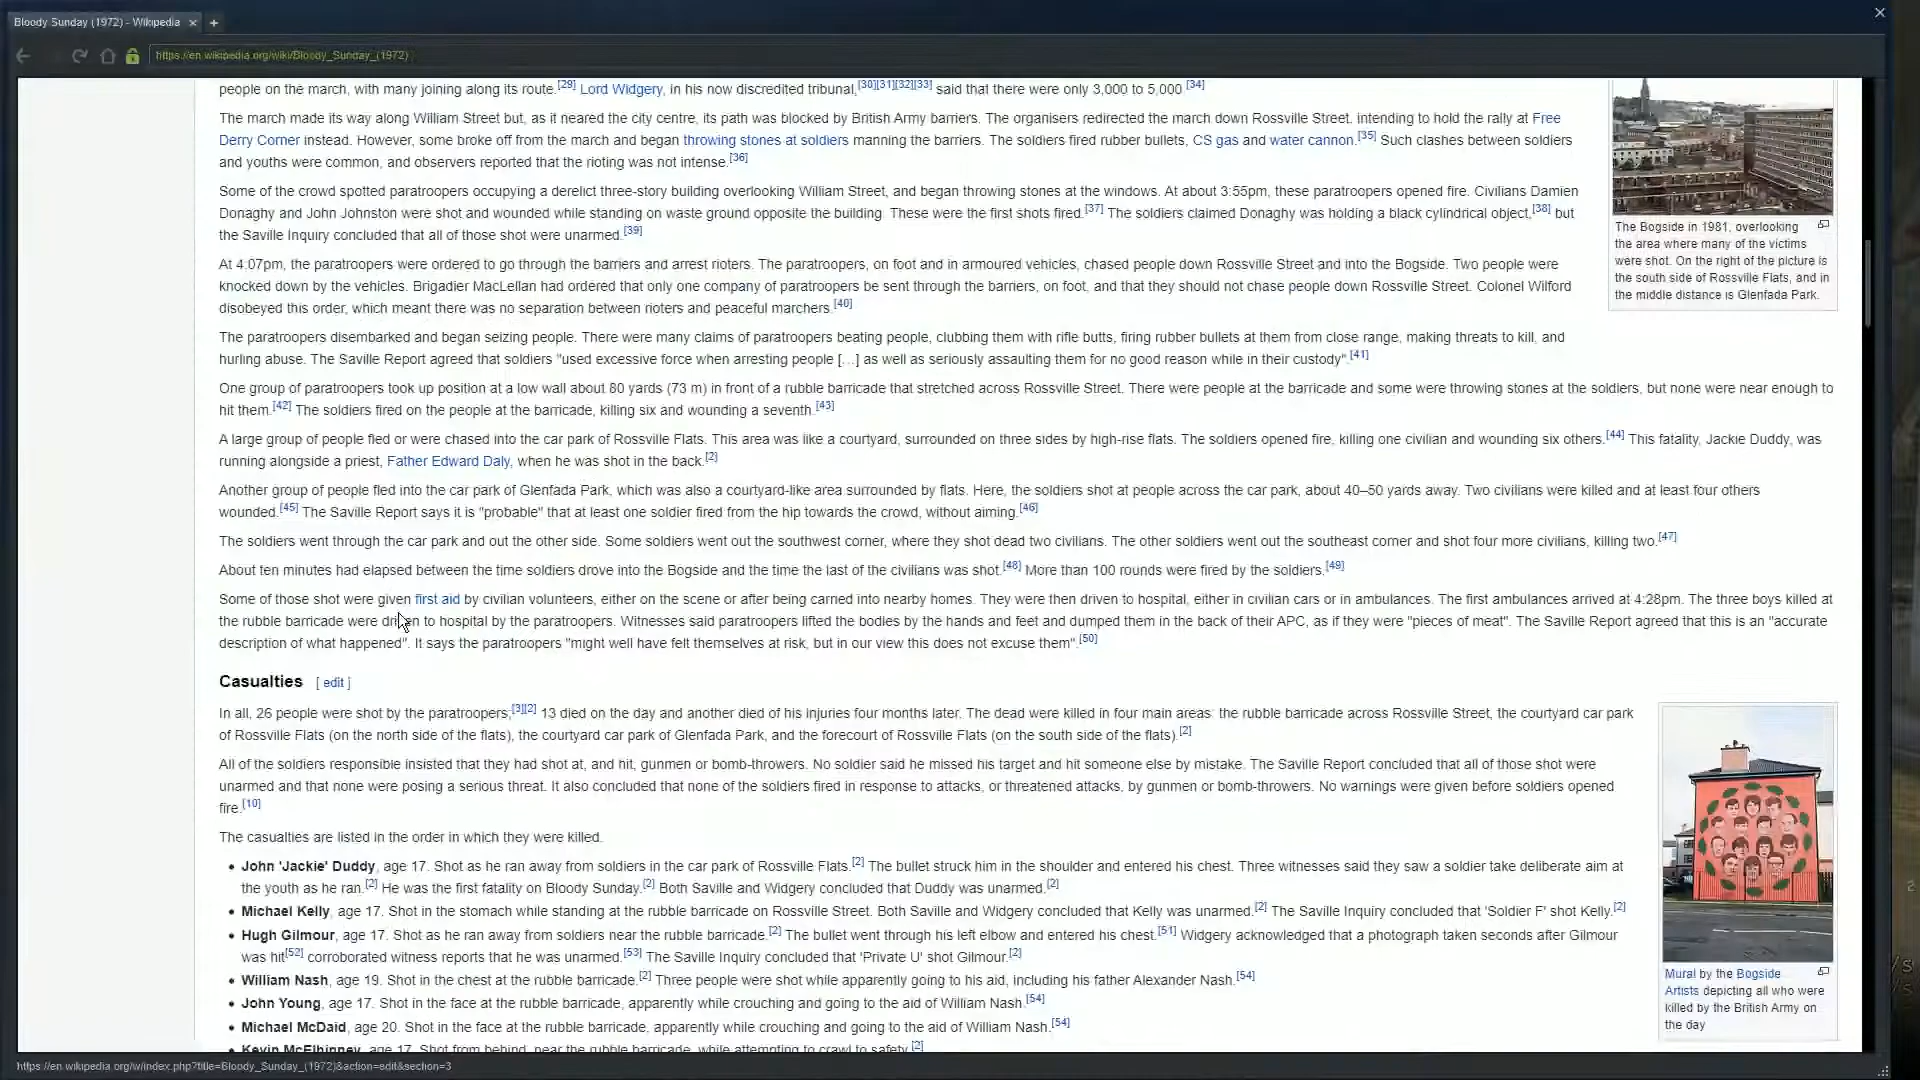 Bloody Sunday (1972) - Wikipedia
https://en.wikipedia.org/wiki/Bloody_Sunday_(1972)
people on the march, with many joining along its route.[29] Lord Widgery, in his now discredited tribunal,[30][31][32][33] said that there were only 3,000 to 5,000 [34]
The march made its way along William Street but, as it neared the city centre, its path was blocked by British Army barriers. The organisers redirected the march down Rossville Street, intending to hold the rally at Free
Derry Corner instead. However, some broke off from the march and began throwing stones at soldiers manning the barriers. The soldiers fired rubber bullets, CS gas and water cannon.[35] Such clashes between soldiers
and youths were common, and observers reported that the rioting was not intense.[36]
Some of the crowd spotted paratroopers occupying a derelict three-story building overlooking William Street, and began throwing stones at the windows. At about 3:55pm, these paratroopers opened fire. Civilians Damien
Donaghy and John Johnston were shot and wounded while standing on waste ground opposite the building. These were the first shots fired.[37] The soldiers claimed Donaghy was holding a black cylindrical object,[38] but
the Saville Inquiry concluded that all of those shot were unarmed.[39]
At 4:07pm, the paratroopers were ordered to go through the barriers and arrest rioters. The paratroopers, on foot and in armoured vehicles, chased people down Rossville Street and into the Bogside. Two people were
knocked down by the vehicles. Brigadier MacLellan had ordered that only one company of paratroopers be sent through the barriers, on foot, and that they should not chase people down Rossville Street. Colonel Wilford
disobeyed this order, which meant there was no separation between rioters and peaceful marchers.[40]
The paratroopers disembarked and began seizing people. There were many claims of paratroopers beating people, clubbing them with rifle butts, firing rubber bullets at them from close range, making threats to kill, and
hurling abuse. The Saville Report agreed that soldiers "used excessive force when arresting people [...] as well as seriously assaulting them for no good reason while in their custody".[41]
One group of paratroopers took up position at a low wall about 80 yards (73 m) in front of a rubble barricade that stretched across Rossville Street. There were people at the barricade and some were throwing stones at the soldiers, but none were near enough to
hit them.[42] The soldiers fired on the people at the barricade, killing six and wounding a seventh.[43]
A large group of people fled or were chased into the car park of Rossville Flats. This area was like a courtyard, surrounded on three sides by high-rise flats. The soldiers opened fire, killing one civilian and wounding six others.[44] This fatality, Jackie Duddy, was
running alongside a priest, Father Edward Daly, when he was shot in the back.[2]
Another group of people fled into the car park of Glenfada Park, which was also a courtyard-like area surrounded by flats. Here, the soldiers shot at people across the car park, about 40–50 yards away. Two civilians were killed and at least four others
wounded.[45] The Saville Report says it is "probable" that at least one soldier fired from the hip towards the crowd, without aiming.[46]
The soldiers went through the car park and out the other side. Some soldiers went out the southwest corner, where they shot dead two civilians. The other soldiers went out the southeast corner and shot four more civilians, killing two.[47]
About ten minutes had elapsed between the time soldiers drove into the Bogside and the time the last of the civilians was shot.[48] More than 100 rounds were fired by the soldiers.[49]
Some of those shot were given first aid by civilian volunteers, either on the scene or after being carried into nearby homes. They were then driven to hospital, either in civilian cars or in ambulances. The first ambulances arrived at 4:28pm. The three boys killed at
the rubble barricade were driven to hospital by the paratroopers. Witnesses said paratroopers lifted the bodies by the hands and feet and dumped them in the back of their APC, as if they were "pieces of meat". The Saville Report agreed that this is an "accurate
description of what happened". It says the paratroopers "might well have felt themselves at risk, but in our view this does not excuse them".[50]
The Bogside in 1981, overlooking
the area where many of the victims
were shot. On the right of the picture is
the south side of Rossville Flats, and in
the middle distance is Glenfada Park.
Casualties [ edit ]
In all, 26 people were shot by the paratroopers;[3][2] 13 died on the day and another died of his injuries four months later. The dead were killed in four main areas: the rubble barricade across Rossville Street, the courtyard car park
of Rossville Flats (on the north side of the flats), the courtyard car park of Glenfada Park, and the forecourt of Rossville Flats (on the south side of the flats).[2]
All of the soldiers responsible insisted that they had shot at, and hit, gunmen or bomb-throwers. No soldier said he missed his target and hit someone else by mistake. The Saville Report concluded that all of those shot were
unarmed and that none were posing a serious threat. It also concluded that none of the soldiers fired in response to attacks, or threatened attacks, by gunmen or bomb-throwers. No warnings were given before soldiers opened
fire.[10]
The casualties are listed in the order in which they were killed.
• John 'Jackie' Duddy, age 17. Shot as he ran away from soldiers in the car park of Rossville Flats.[2] The bullet struck him in the shoulder and entered his chest. Three witnesses said they saw a soldier take deliberate aim at
the youth as he ran.[2] He was the first fatality on Bloody Sunday.[2] Both Saville and Widgery concluded that Duddy was unarmed.[2]
• Michael Kelly, age 17. Shot in the stomach while standing at the rubble barricade on Rossville Street. Both Saville and Widgery concluded that Kelly was unarmed.[2] The Saville Inquiry concluded that 'Soldier F' shot Kelly.[2]
• Hugh Gilmour, age 17. Shot as he ran away from soldiers near the rubble barricade.[2] The bullet went through his left elbow and entered his chest.[51] Widgery acknowledged that a photograph taken seconds after Gilmour
was hit[52] corroborated witness reports that he was unarmed.[53] The Saville Inquiry concluded that 'Private U' shot Gilmour.[2]
• William Nash, age 19. Shot in the chest at the rubble barricade.[2] Three people were shot while apparently going to his aid, including his father Alexander Nash.[54]
• John Young, age 17. Shot in the face at the rubble barricade, apparently while crouching and going to the aid of William Nash.[54]
• Michael McDaid, age 20. Shot in the face at the rubble barricade, apparently while crouching and going to the aid of William Nash.[54]
• Kevin McElhinney, age 17. Shot from behind, near the rubble barricade, while attempting to crawl to safety.[2]
Mural by the Bogside
Artists depicting all who were
killed by the British Army on
the day
https://en.wikipedia.org/w/index.php?title=Bloody_Sunday_(1972)&action=edit&section=3